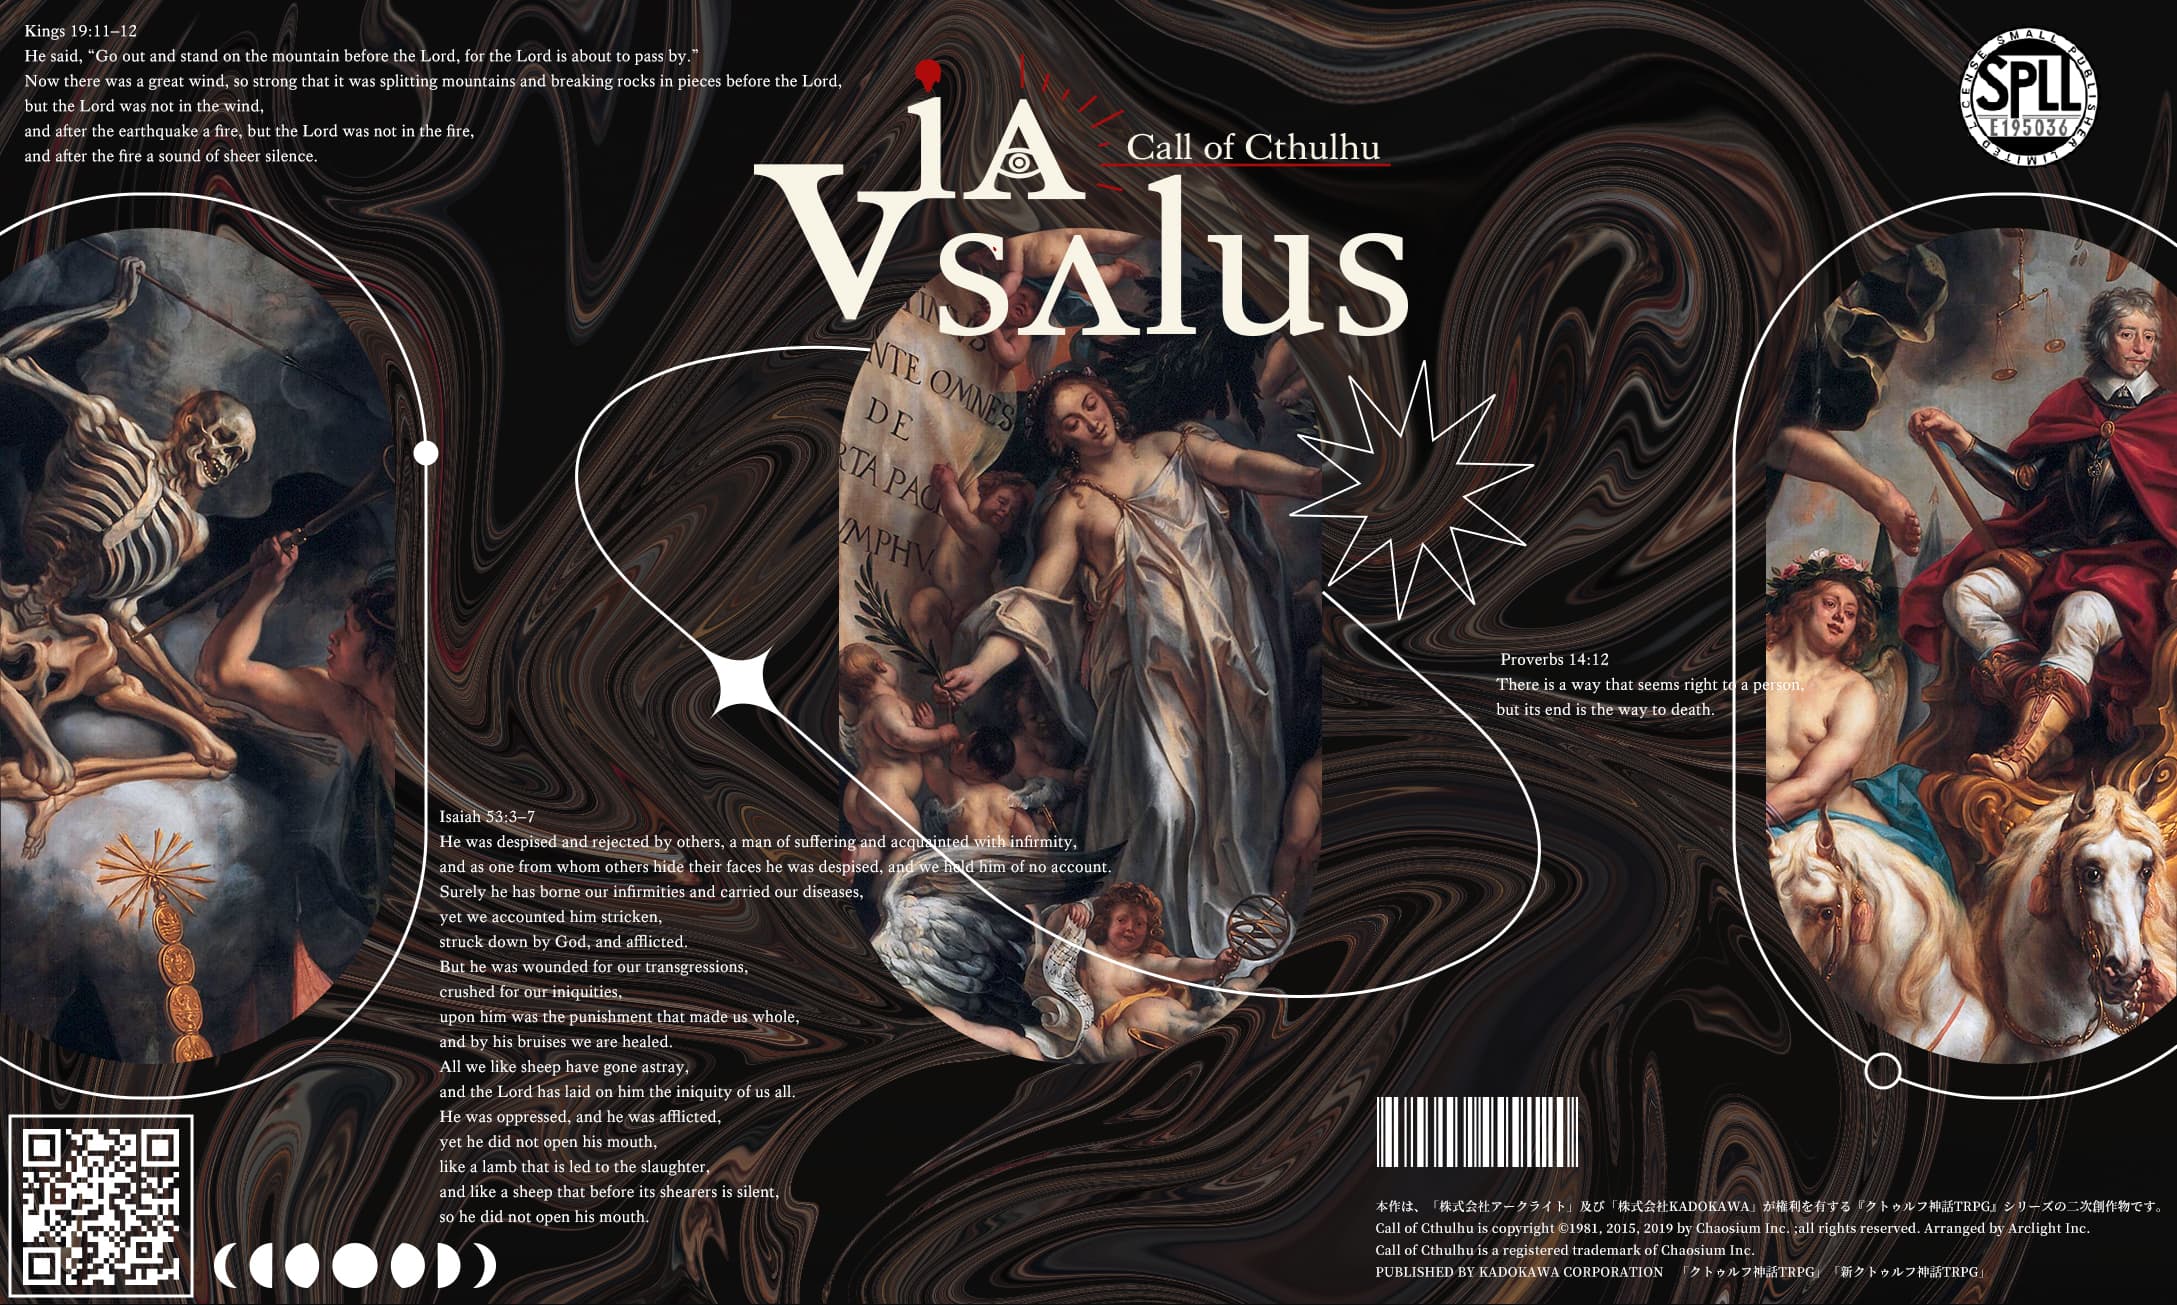 Kings 19:11–12
He said, “Go out and stand on the mountain before the Lord, for the Lord is about to pass by.”
Now there was a great wind, so strong that it was splitting mountains and breaking rocks in pieces before the Lord,
but the Lord was not in the wind,
and after the earthquake a fire, but the Lord was not in the fire,
and after the fire a sound of sheer silence.
SMALL PUBLISHER LIMITED LICENSE
SPLL
E195036
iA
Call of Cthulhu
Vsalus
NTE OMNES
DE
RTA PAC
VMPHV.
Proverbs 14:12
There is a way that seems right to a person,
but its end is the way to death.
Isaiah 53:3–7
He was despised and rejected by others, a man of suffering and acquainted with infirmity,
and as one from whom others hide their faces he was despised, and we held him of no account.
Surely he has borne our infirmities and carried our diseases,
yet we accounted him stricken,
struck down by God, and afflicted.
But he was wounded for our transgressions,
crushed for our iniquities,
upon him was the punishment that made us whole,
and by his bruises we are healed.
All we like sheep have gone astray,
and the Lord has laid on him the iniquity of us all.
He was oppressed, and he was afflicted,
yet he did not open his mouth,
like a lamb that is led to the slaughter,
and like a sheep that before its shearers is silent,
so he did not open his mouth.
本作は、「株式会社アークライト」及び「株式会社KADOKAWA」が権利を有する『クトゥルフ神話TRPG』シリーズの二次創作物です。
Call of Cthulhu is copyright ©1981, 2015, 2019 by Chaosium Inc. ;all rights reserved. Arranged by Arclight Inc.
Call of Cthulhu is a registered trademark of Chaosium Inc.
PUBLISHED BY KADOKAWA CORPORATION 「クトゥルフ神話TRPG」「新クトゥルフ神話TRPG」